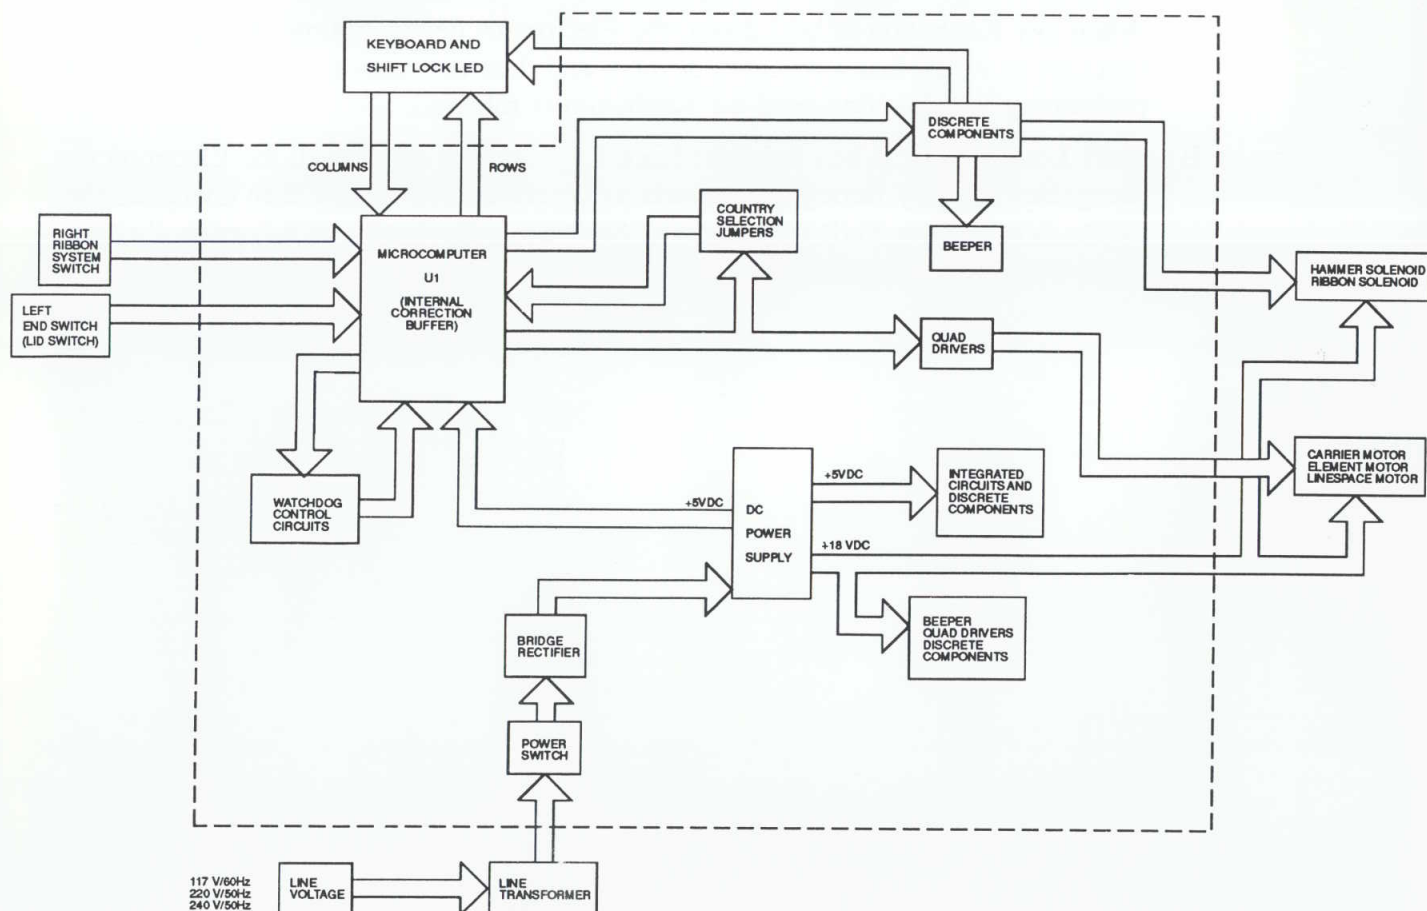 KEYBOARD AND
SHIFT LOCK LED
DISCRETE
COMPONENTS
COLUMNS
ROWS
RIGHT
RIBBON
SYSTEM
SWITCH
MICROCOMPUTER
U1
(INTERNAL
CORRECTION
BUFFER)
COUNTRY
SELECTION
JUMPERS
BEEPER
HAMMER SOLENOID
RIBBON SOLENOID
LEFT
END SWITCH
(LID SWITCH)
QUAD
DRIVERS
CARRIER MOTOR
ELEMENT MOTOR
LINESPACE MOTOR
WATCHDOG
CONTROL
CIRCUITS
+5VDC
DC
POWER
SUPPLY
+5VDC
INTEGRATED
CIRCUITS AND
DISCRETE
COMPONENTS
+18 VDC
BEEPER
QUAD DRIVERS
DISCRETE
COMPONENTS
BRIDGE
RECTIFIER
POWER
SWITCH
117 V/60Hz
220 V/50Hz
240 V/50Hz
LINE
VOLTAGE
LINE
TRANSFORMER